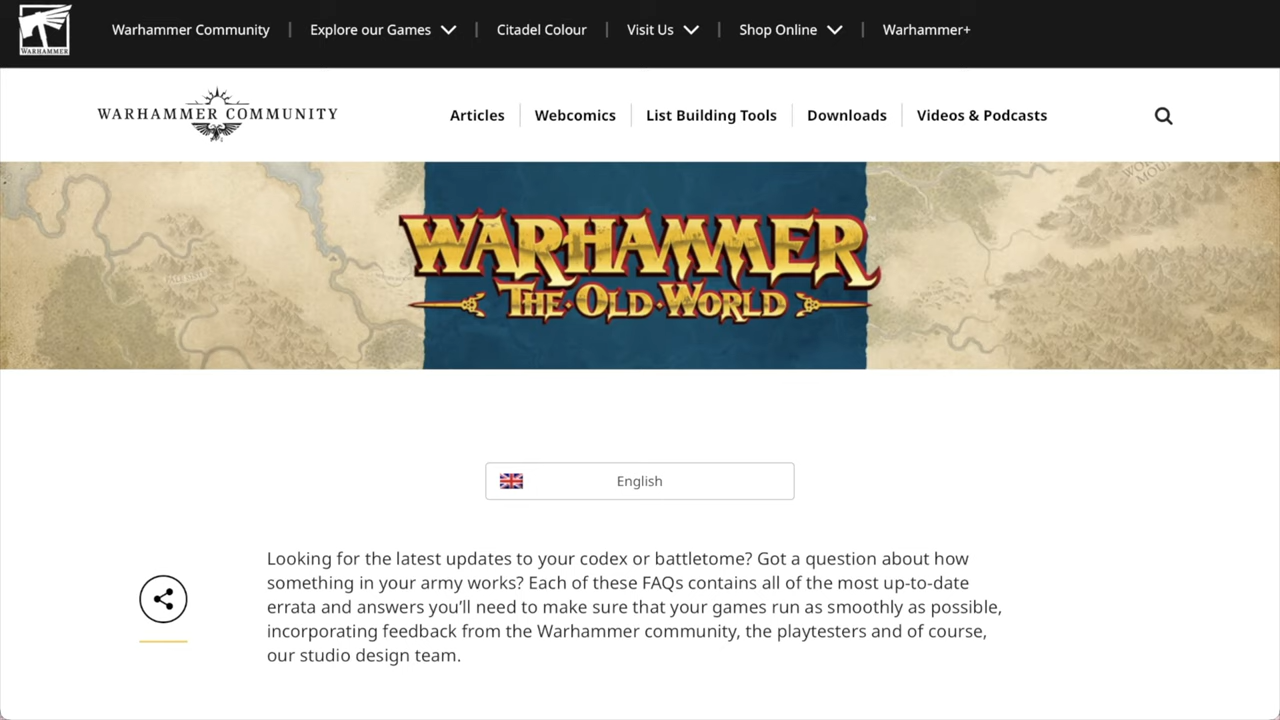 WARHAMMER
Warhammer Community
Explore our Games
Citadel Colour
Visit Us
Shop Online
Warhammer+
WARHAMMER COMMUNITY
Articles
Webcomics
List Building Tools
Downloads
Videos & Podcasts
WARHAMMER
THE·OLD·WORLD
English
Looking for the latest updates to your codex or battletome? Got a question about how
something in your army works? Each of these FAQs contains all of the most up-to-date
errata and answers you’ll need to make sure that your games run as smoothly as possible,
incorporating feedback from the Warhammer community, the playtesters and of course,
our studio design team.